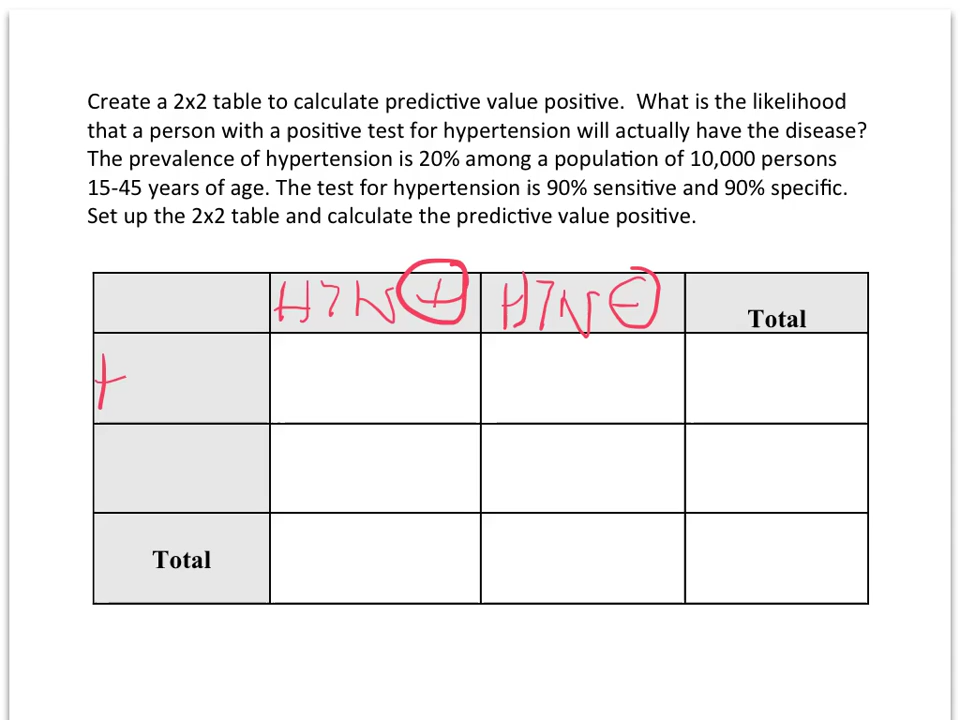 Create a 2x2 table to calculate predictive value positive.  What is the likelihood
that a person with a positive test for hypertension will actually have the disease?
The prevalence of hypertension is 20% among a population of 10,000 persons
15-45 years of age. The test for hypertension is 90% sensitive and 90% specific.
Set up the 2x2 table and calculate the predictive value positive.
HTN + HTN - Total
+
Total